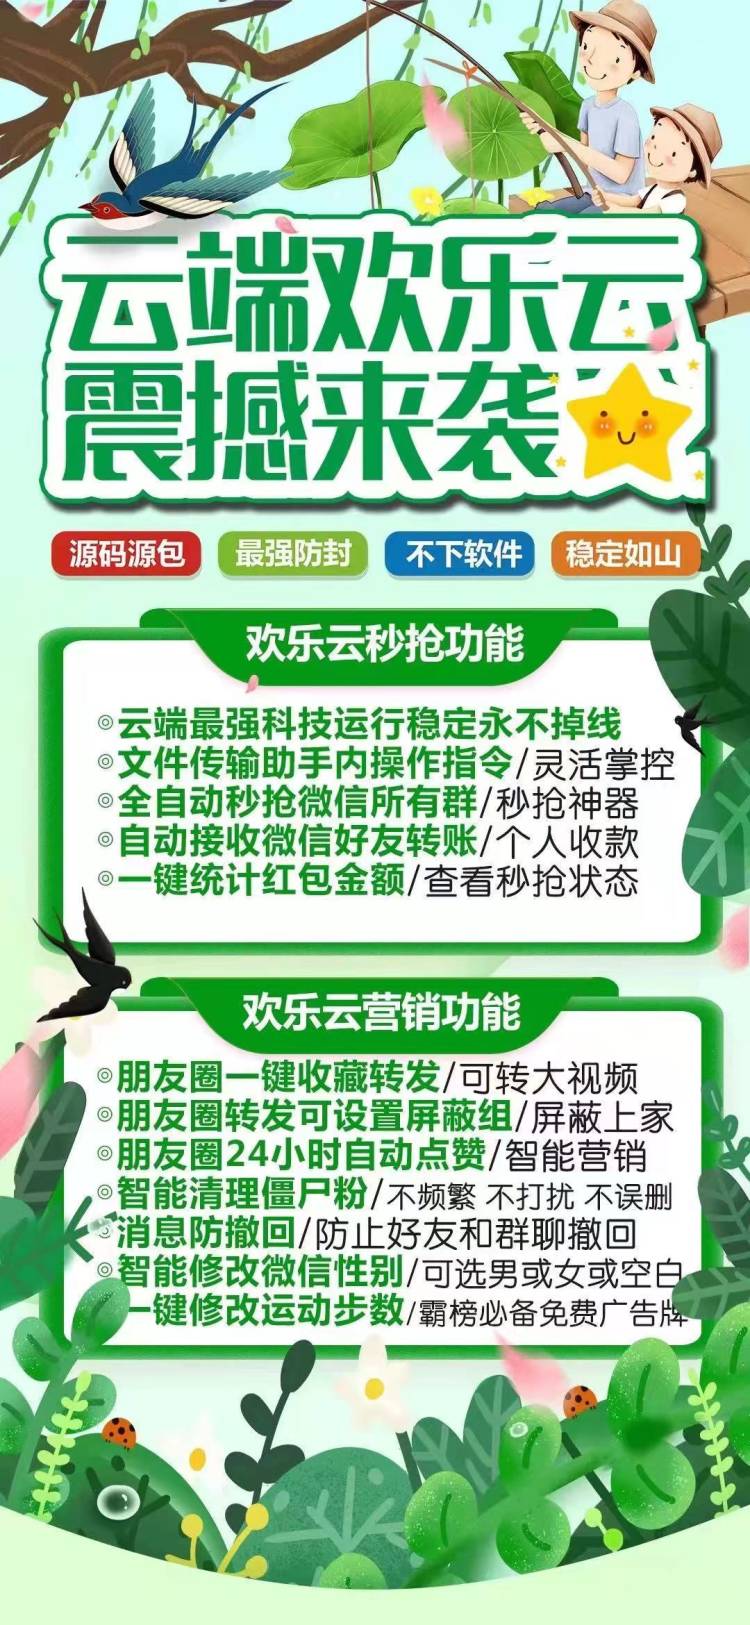 云端欢乐云
震撼来袭
源码源包 最强防封 不下软件 稳定如山
欢乐云秒抢功能
◎云端最强科技运行稳定永不掉线
◎文件传输助手内操作指令/灵活掌控
◎全自动秒抢微信所有群/秒抢神器
◎自动接收微信好友转账/个人收款
◎一键统计红包金额/查看秒抢状态
欢乐云营销功能
◎朋友圈一键收藏转发/可转大视频
◎朋友圈转发可设置屏蔽组/屏蔽上家
◎朋友圈24小时自动点赞/智能营销
◎智能清理僵尸粉/不频繁 不打扰 不误删
◎消息防撤回/防止好友和群聊撤回
◎智能修改微信性别/可选男或女或空白
一键修改运动步数/霸榜必备免费广告牌